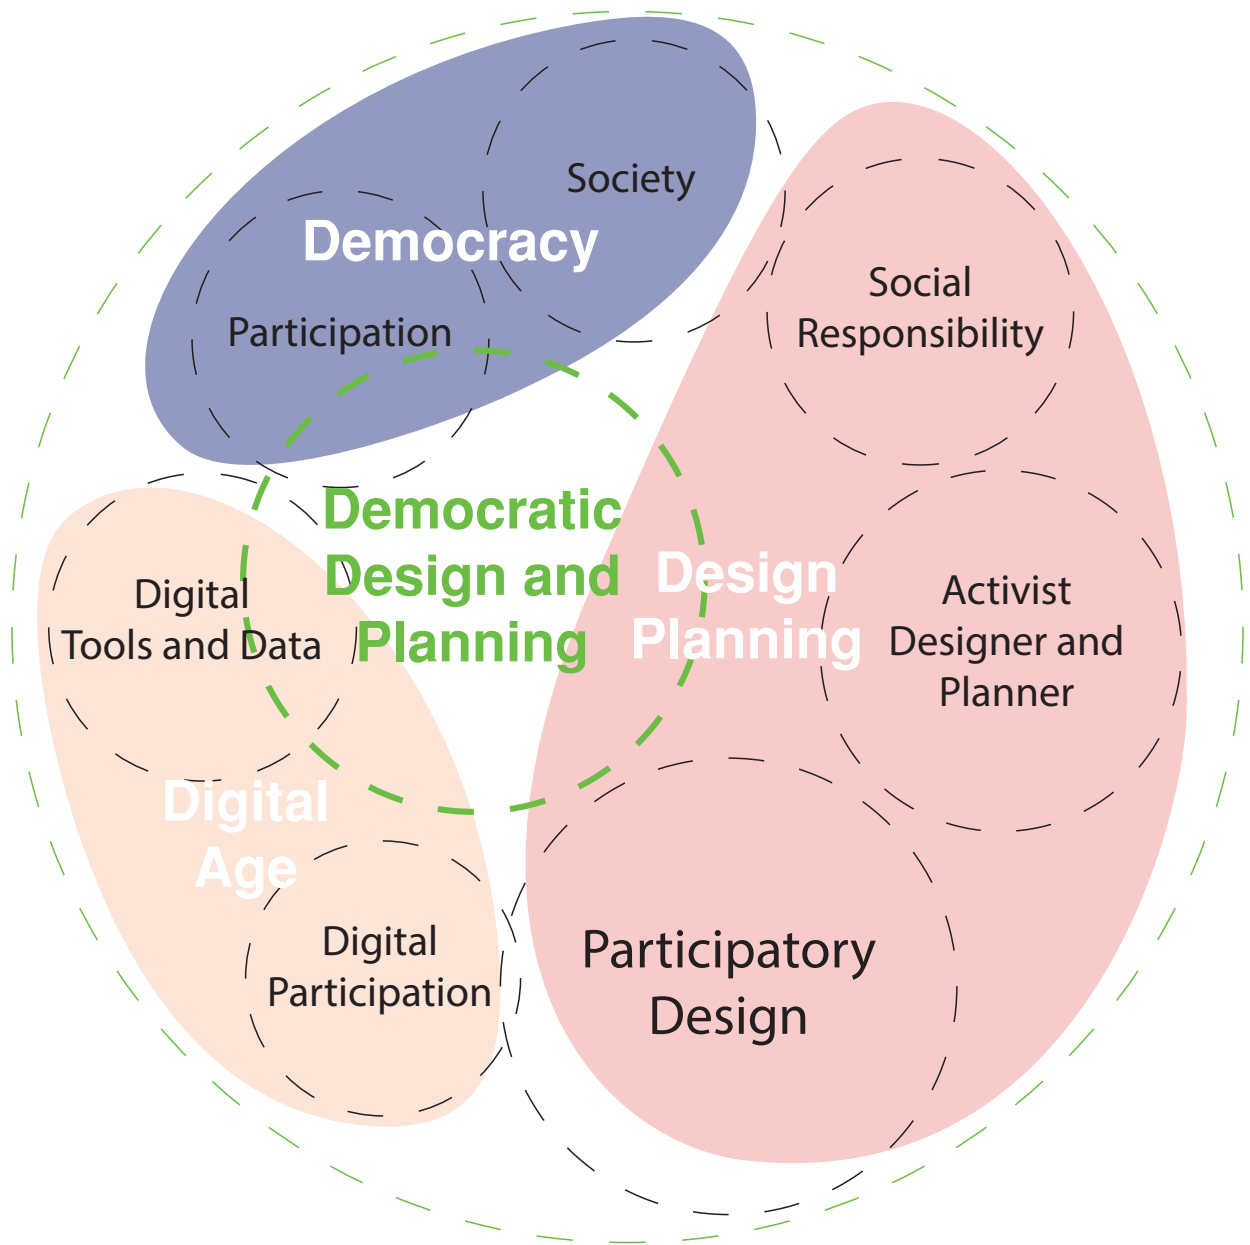 Society
Democracy
Participation
Social
Responsibility
Democratic
Design and
Planning
Design
Planning
Activist
Designer and
Planner
Digital
Tools and Data
Digital
Age
Digital
Participation
Participatory
Design